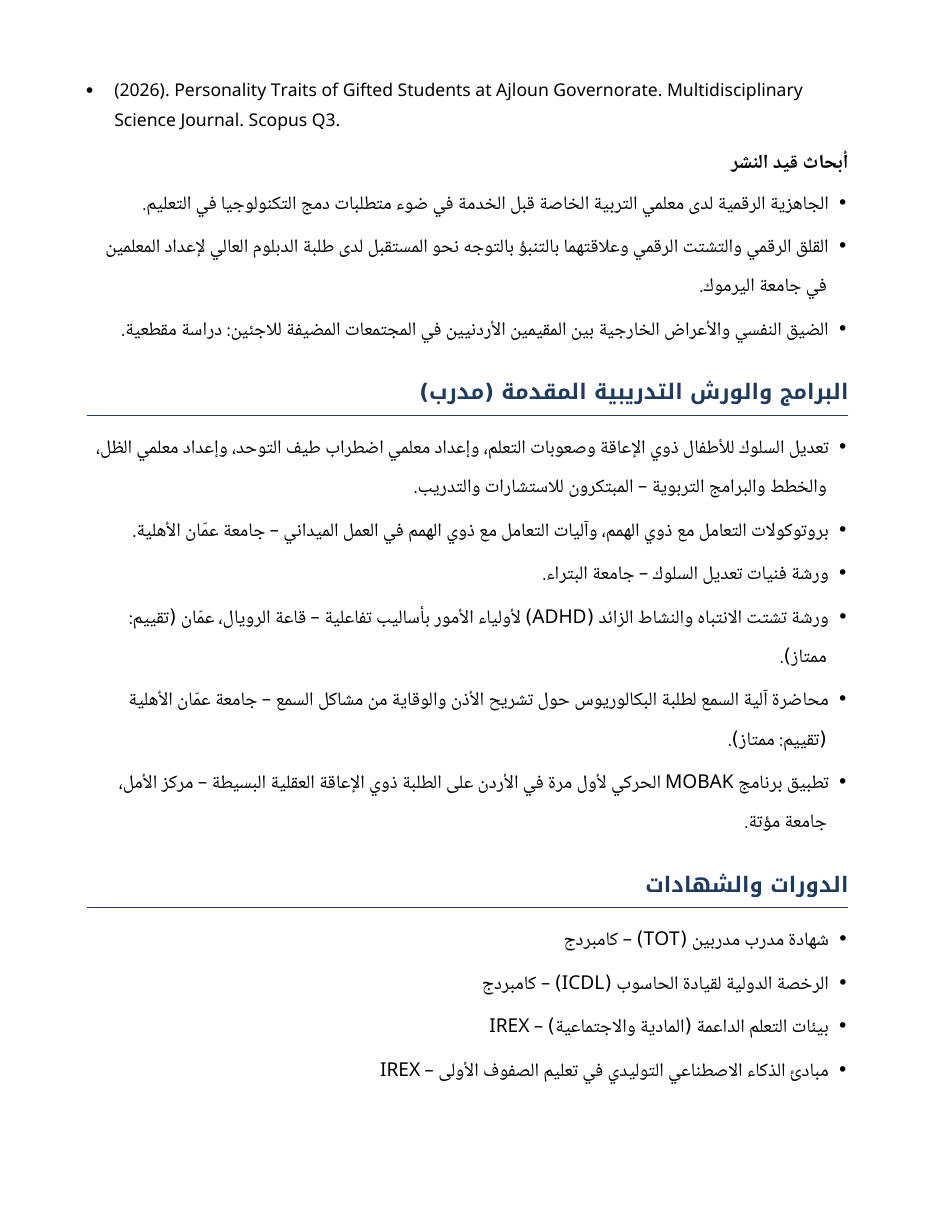 • (2026). Personality Traits of Gifted Students at Ajloun Governorate. Multidisciplinary
Science Journal. Scopus Q3.
أبحاث قيد النشر
• الجاهزية الرقمية لدى معلمي التربية الخاصة قبل الخدمة في ضوء متطلبات دمج التكنولوجيا في التعليم.
• القلق الرقمي والتشتت الرقمي وعلاقتهما بالتنبؤ بالتوجه نحو المستقبل لدى طلبة الدبلوم العالي لإعداد المعلمين
في جامعة اليرموك.
• الضيق النفسي والأعراض الخارجية بين المقيمين الأردنيين في المجتمعات المضيفة للاجئين: دراسة مقطعية.
البرامج والورش التدريبية المقدمة (مدرب)
• تعديل السلوك للأطفال ذوي الإعاقة وصعوبات التعلم، وإعداد معلمي اضطراب طيف التوحد، وإعداد معلمي الظل،
والخطط والبرامج التربوية – المبتكرون للاستشارات والتدريب.
• بروتوكولات التعامل مع ذوي الهمم، وآليات التعامل مع ذوي الهمم في العمل الميداني – جامعة عمّان الأهلية.
• ورشة فنيات تعديل السلوك – جامعة البتراء.
• ورشة تشتت الانتباه والنشاط الزائد (ADHD) لأولياء الأمور بأساليب تفاعلية – قاعة الرويال، عمّان (تقييم:
ممتاز).
• محاضرة آلية السمع لطلبة البكالوريوس حول تشريح الأذن والوقاية من مشاكل السمع – جامعة عمّان الأهلية
(تقييم: ممتاز).
• تطبيق برنامج MOBAK الحركي لأول مرة في الأردن على الطلبة ذوي الإعاقة العقلية البسيطة – مركز الأمل،
جامعة مؤتة.
الدورات والشهادات
• شهادة مدرب مدربين (TOT) – كامبردج
• الرخصة الدولية لقيادة الحاسوب (ICDL) – كامبردج
• بيئات التعلم الداعمة (المادية والاجتماعية) – IREX
• مبادئ الذكاء الاصطناعي التوليدي في تعليم الصفوف الأولى – IREX